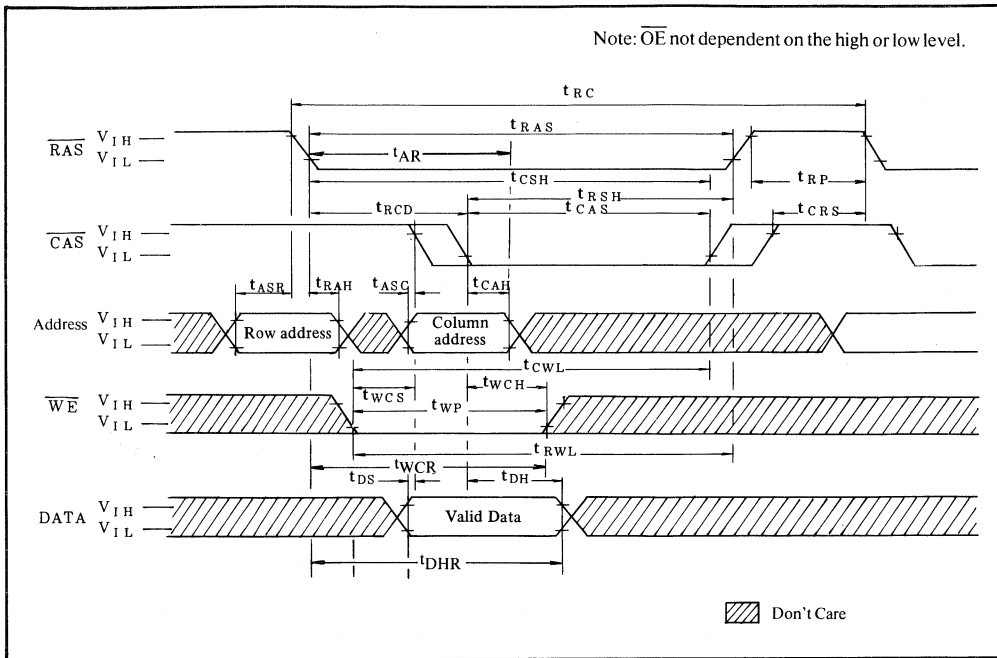 Note: OE not dependent on the high or low level.
tRC
RAS VIH
VIL
tRAS
tAR
tCSH
tRP
tRSH
tRCD
tCAS
tCRS
CAS VIH
VIL
tASR
tRAH
tASC
tCAH
Address VIH
VIL
Row address
Column address
tCWL
tWCS
tWCH
WE VIH
VIL
tWP
tRWL
tWCR
tDS
tDH
DATA VIH
VIL
Valid Data
tDHR
Don't Care